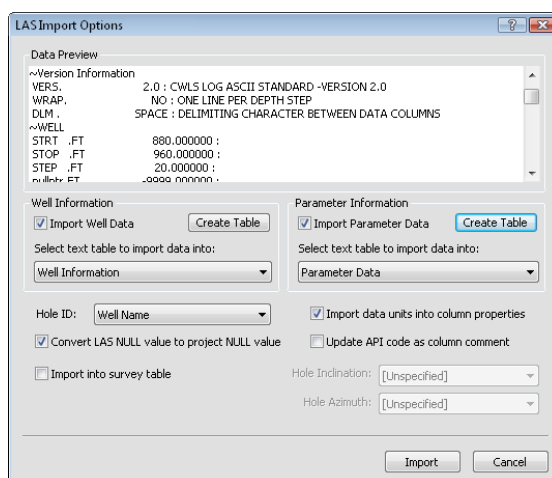 LAS Import Options
Data Preview
~Version Information
VERS. 2.0 : CWLS LOG ASCII STANDARD -VERSION 2.0
WRAP. NO : ONE LINE PER DEPTH STEP
DLM . SPACE : DELIMITING CHARACTER BETWEEN DATA COLUMNS
~WELL
STRT .FT 880.000000 :
STOP .FT 960.000000 :
STEP .FT 20.000000 :
nullptr.FT -9999.000000 :
Well Information
Import Well Data Create Table
Select text table to import data into:
Well Information
Parameter Information
Import Parameter Data Create Table
Select text table to import data into:
Parameter Data
Hole ID: Well Name
Import data units into column properties
Convert LAS NULL value to project NULL value
Update API code as column comment
Import into survey table
Hole Inclination: [Unspecified]
Hole Azimuth: [Unspecified]
Import Cancel